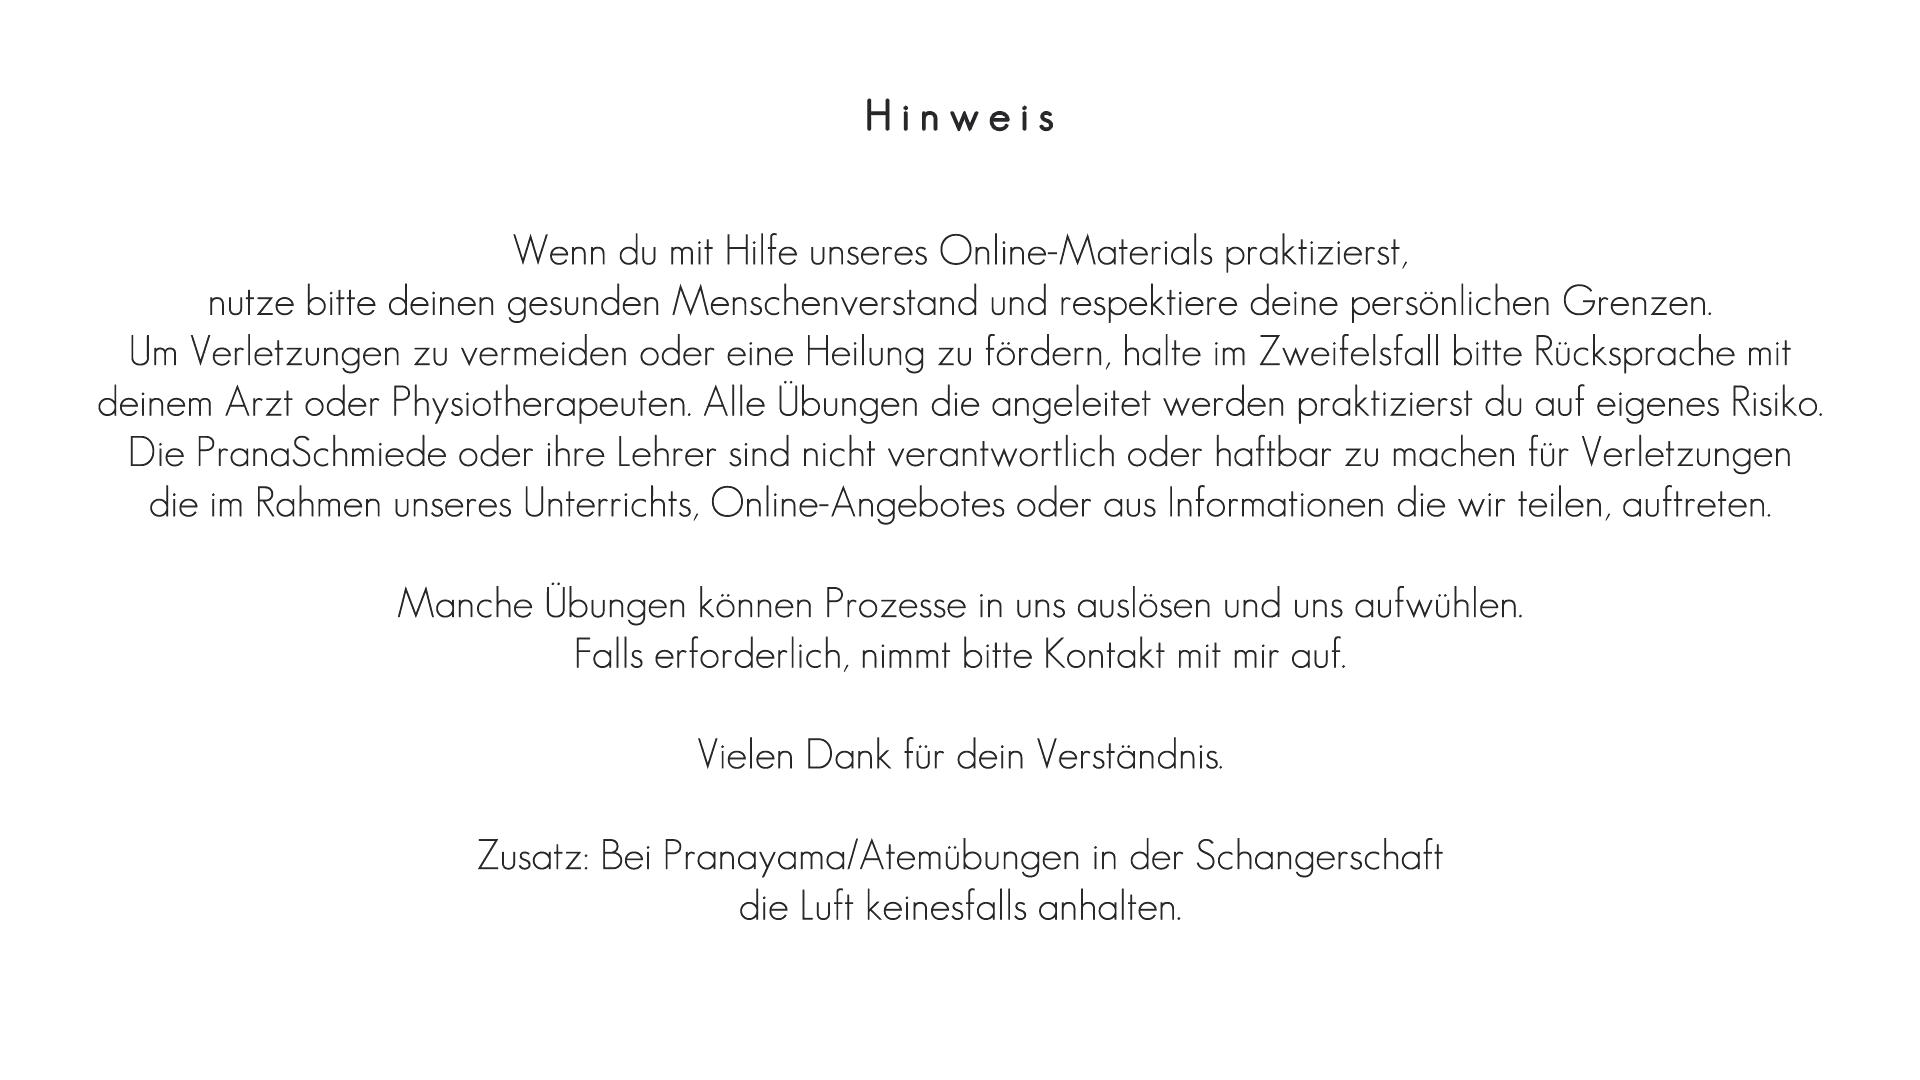 Hinweis
Wenn du mit Hilfe unseres Online-Materials praktizierst,
nutze bitte deinen gesunden Menschenverstand und respektiere deine persönlichen Grenzen.
Um Verletzungen zu vermeiden oder eine Heilung zu fördern, halte im Zweifelsfall bitte Rücksprache mit
deinem Arzt oder Physiotherapeuten. Alle Übungen die angeleitet werden praktizierst du auf eigenes Risiko.
Die PranaSchmiede oder ihre Lehrer sind nicht verantwortlich oder haftbar zu machen für Verletzungen
die im Rahmen unseres Unterrichts, Online-Angebotes oder aus Informationen die wir teilen, auftreten.
Manche Übungen können Prozesse in uns auslösen und uns aufwühlen.
Falls erforderlich, nimmt bitte Kontakt mit mir auf.
Vielen Dank für dein Verständnis.
Zusatz: Bei Pranayama/Atemübungen in der Schangerschaft
die Luft keinesfalls anhalten.